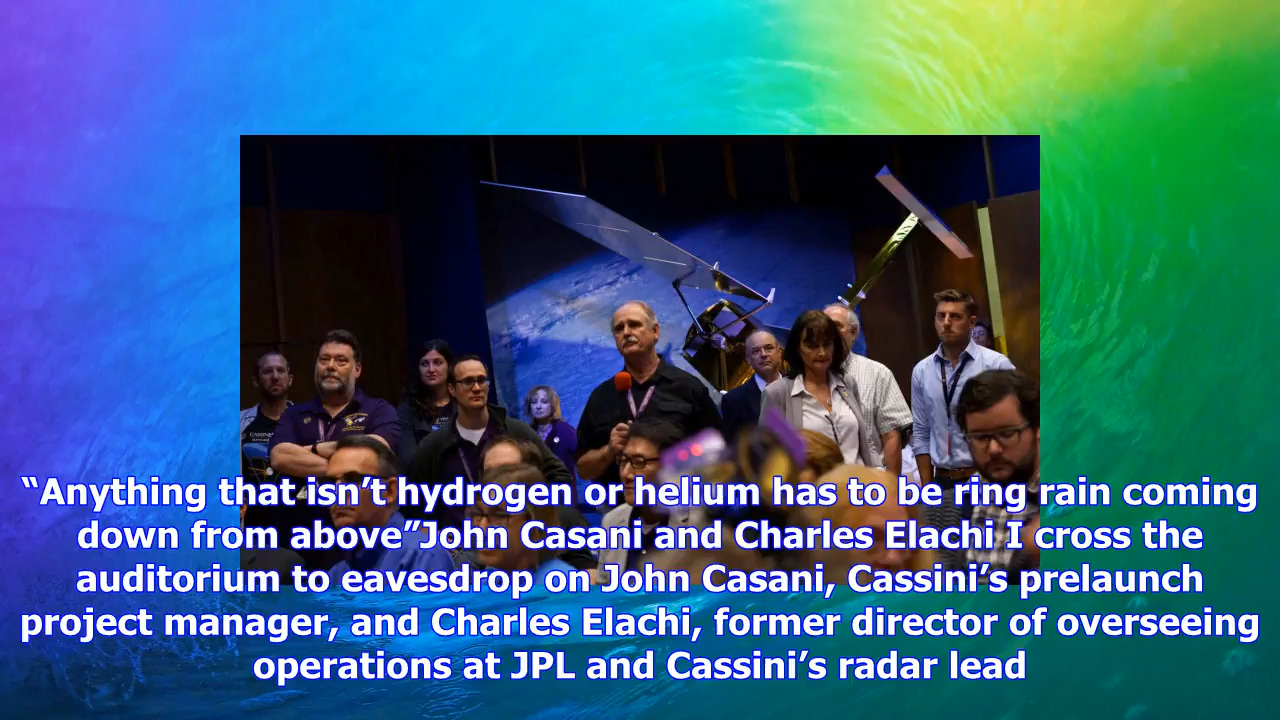 “Anything that isn’t hydrogen or helium has to be ring rain coming
down from above”John Casani and Charles Elachi I cross the
auditorium to eavesdrop on John Casani, Cassini’s prelaunch
project manager, and Charles Elachi, former director of overseeing
operations at JPL and Cassini’s radar lead